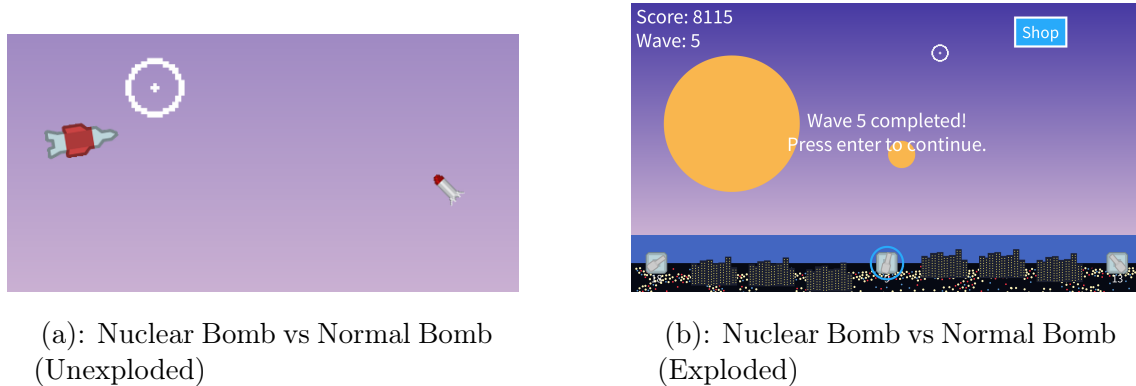 Score: 8115
Wave: 5
Shop
Wave 5 completed!
Press enter to continue.
13
(a): Nuclear Bomb vs Normal Bomb
(Unexploded)
(b): Nuclear Bomb vs Normal Bomb
(Exploded)